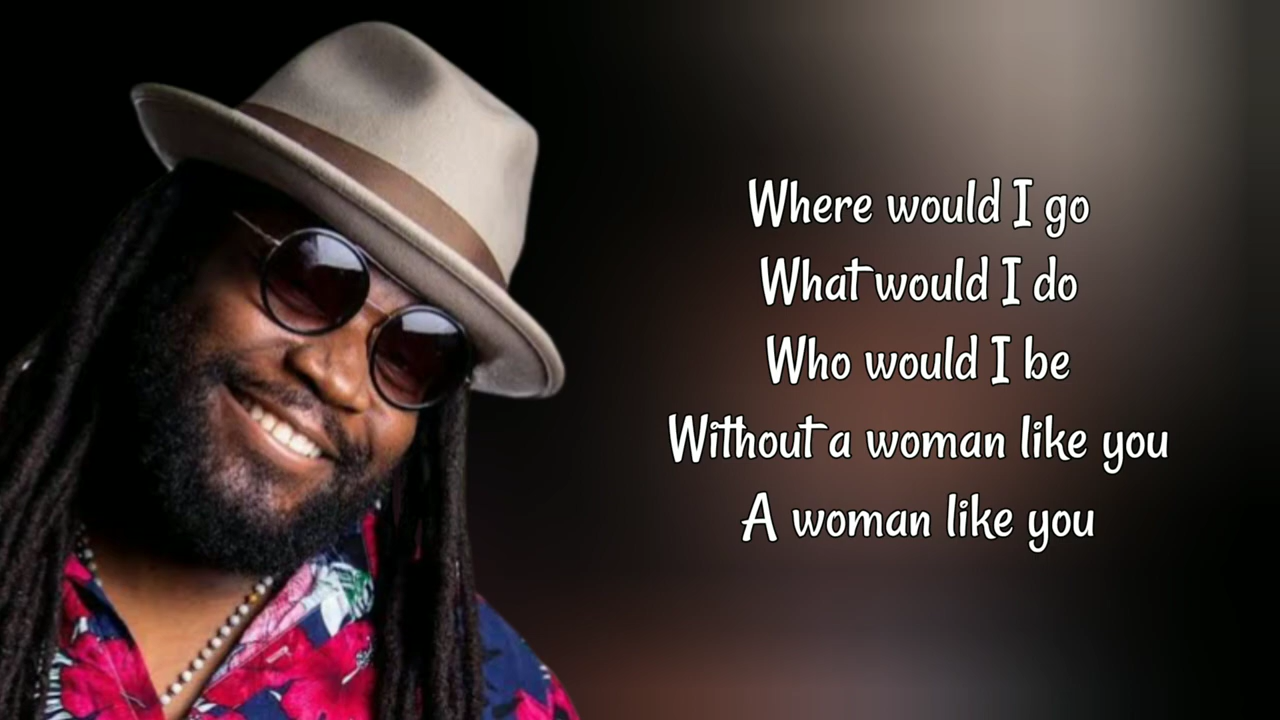 Where would I go
What would I do
Who would I be
Without a woman like you
A woman like you